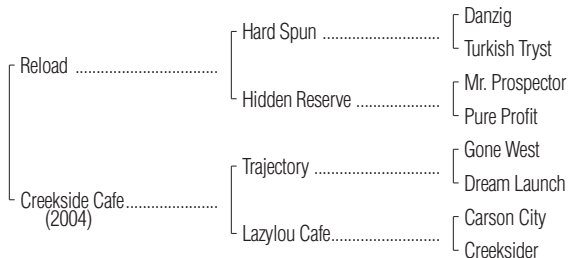 Danzig
Hard Spun ..............................
Turkish Tryst
Reload ....................................
Mr. Prospector
Hidden Reserve .....................
Pure Profit
Gone West
Trajectory ................................
Dream Launch
Creekside Cafe.......................
(2004)
Carson City
Lazylou Cafe...........................
Creeksider